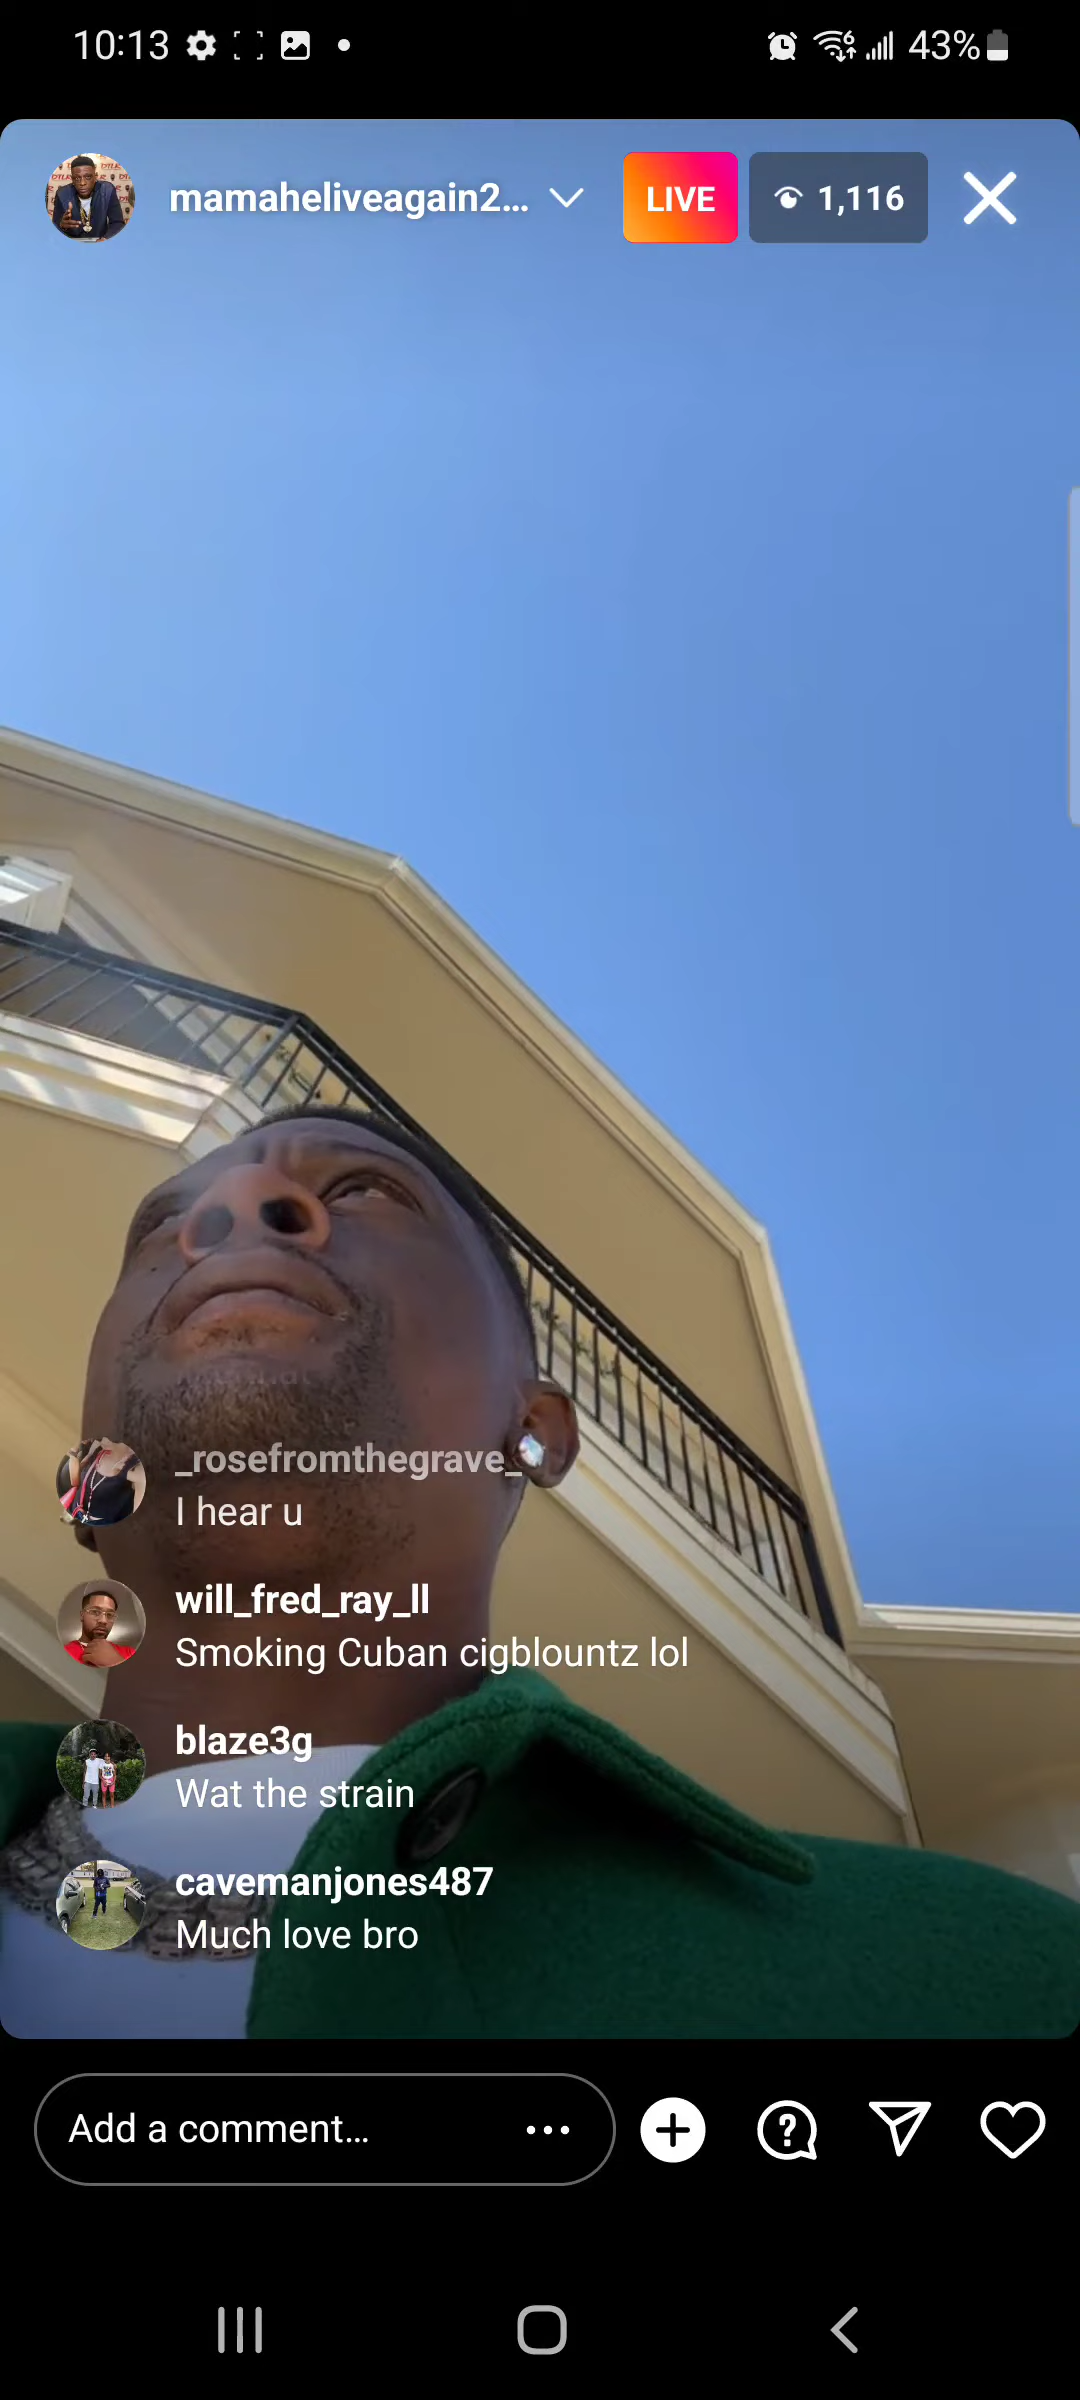 10:13
43%
mamaheliveagain2...
LIVE
1,116
_rosefromthegrave_
I hear u
will_fred_ray_ll
Smoking Cuban cigblountz lol
blaze3g
Wat the strain
cavemanjones487
Much love bro
Add a comment...